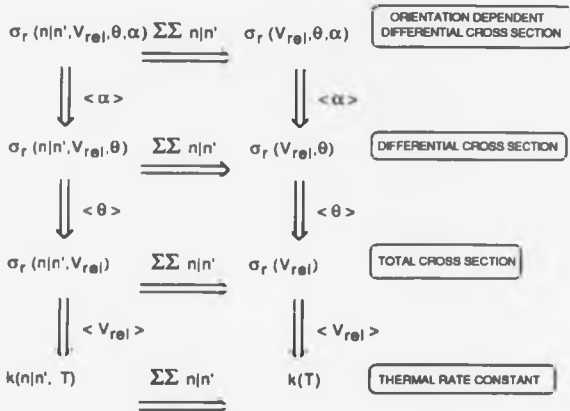 σr (n|n',Vrel,θ,α) ΣΣ n|n' σr (Vrel,θ,α) ORIENTATION DEPENDENT
DIFFERENTIAL CROSS SECTION
< α > < α >
σr (n|n',Vrel,θ) ΣΣ n|n' σr (Vrel,θ) DIFFERENTIAL CROSS SECTION
< θ > < θ >
σr (n|n',Vrel) ΣΣ n|n' σr (Vrel) TOTAL CROSS SECTION
< Vrel > < Vrel >
k(n|n', T) ΣΣ n|n' k(T) THERMAL RATE CONSTANT